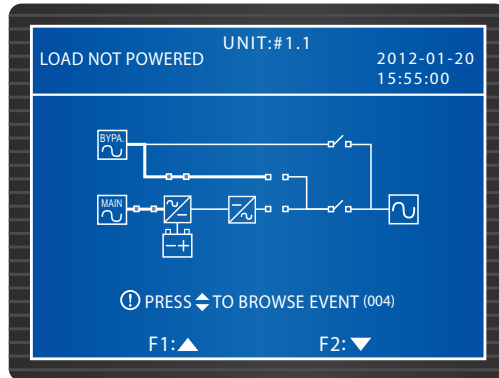 UNIT:#1.1
LOAD NOT POWERED
2012-01-20
15:55:00
BYPA.
MAIN
PRESS TO BROWSE EVENT (004)
F1: F2: